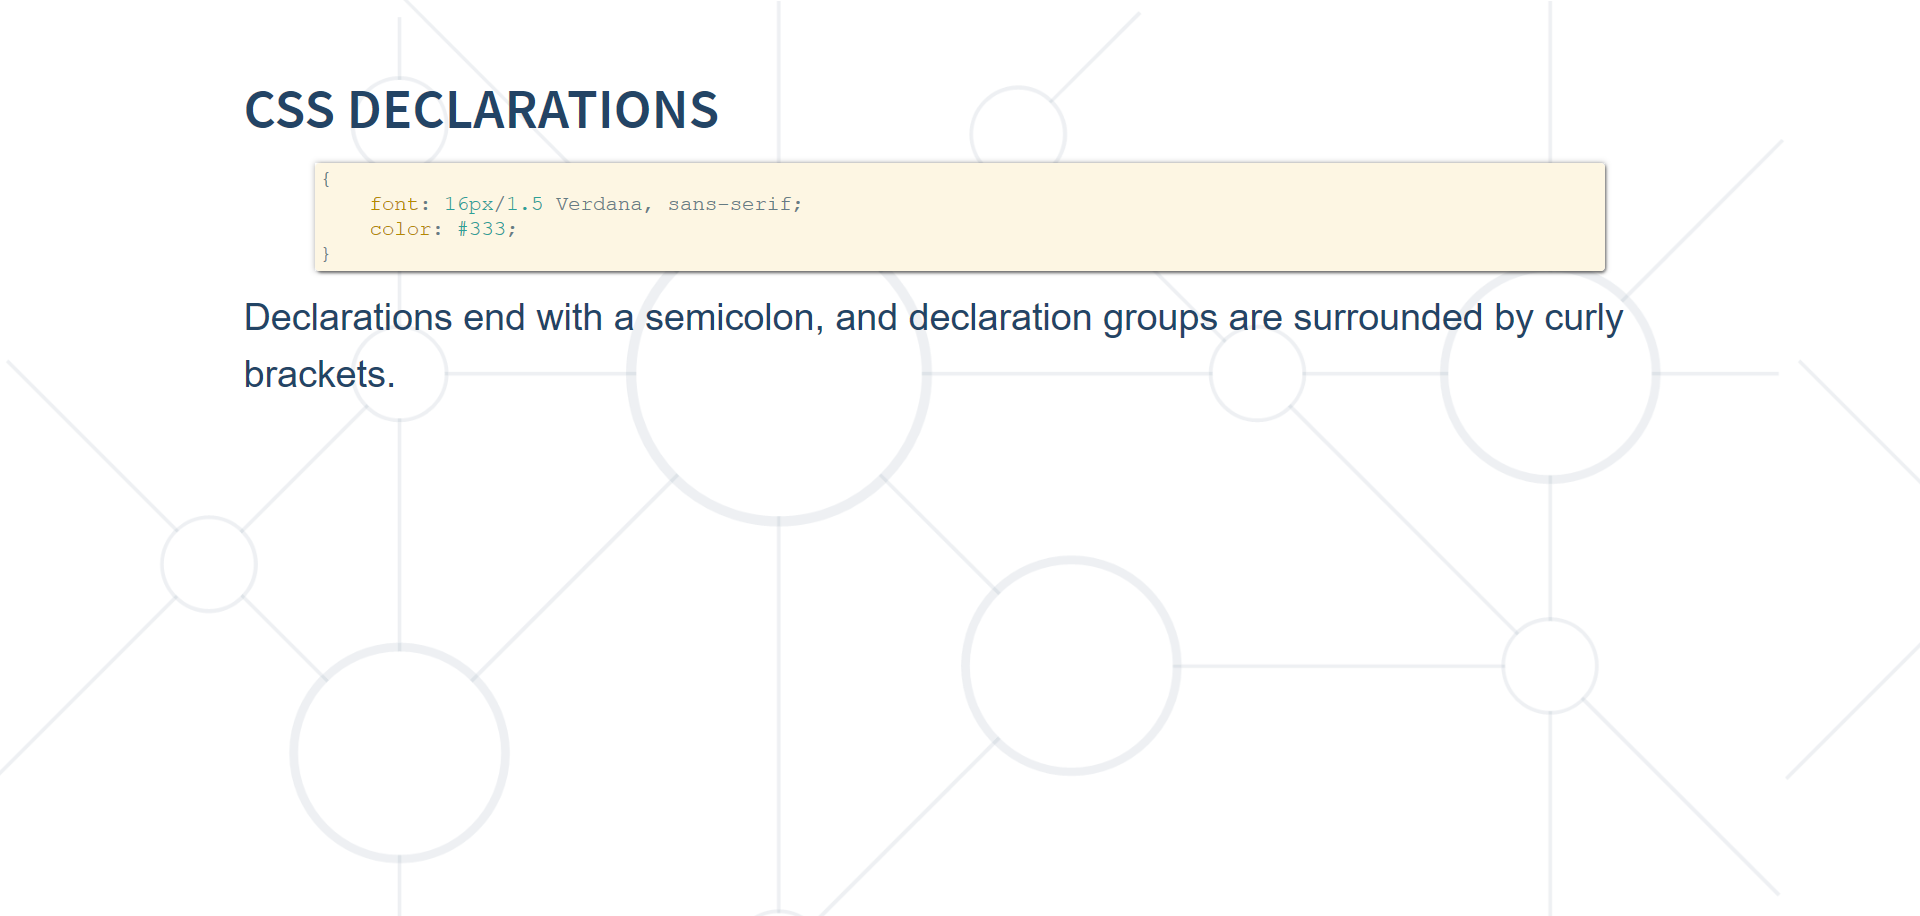 CSS DECLARATIONS
{
    font: 16px/1.5 Verdana, sans-serif;
    color: #333;
}
Declarations end with a semicolon, and declaration groups are surrounded by curly
brackets.